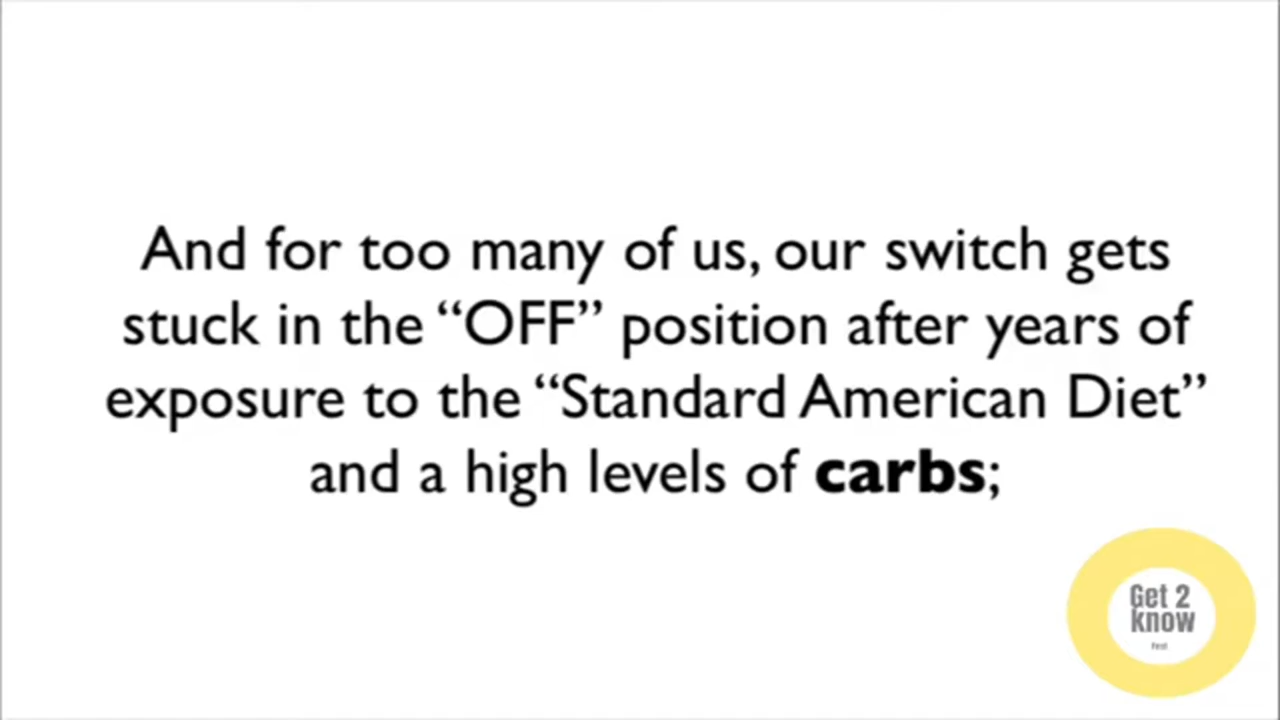 And for too many of us, our switch gets
stuck in the “OFF” position after years of
exposure to the “Standard American Diet”
and a high levels of carbs;
Get 2
know